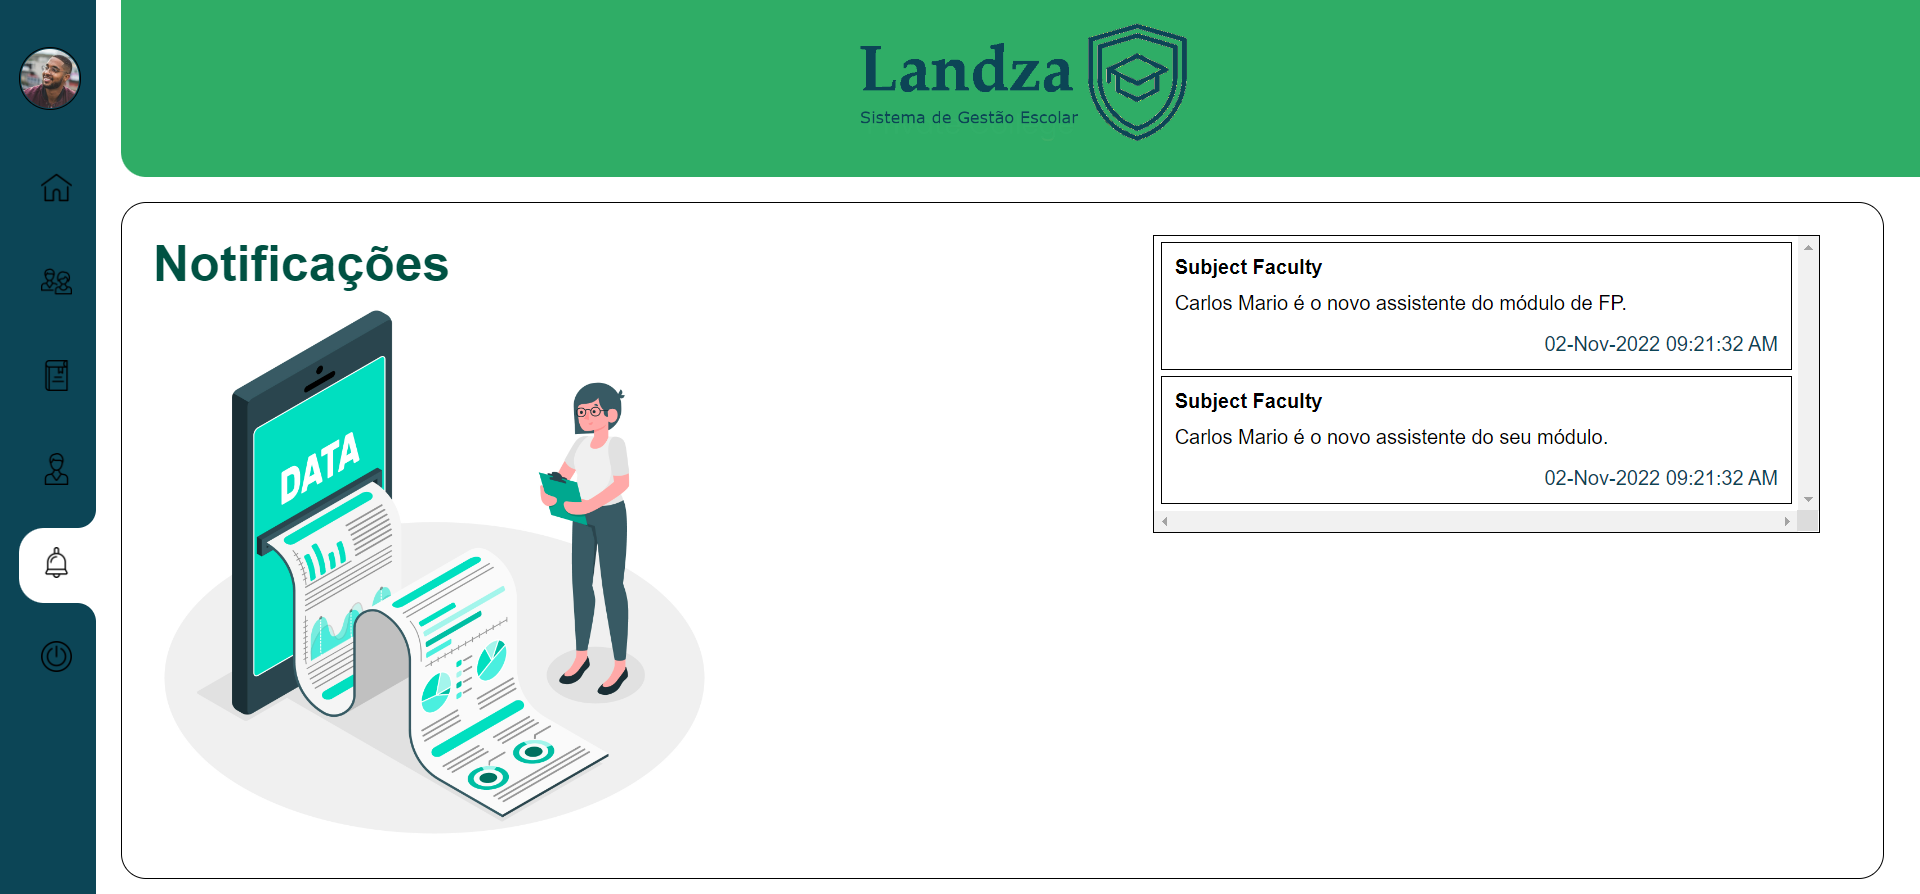 Landza
Sistema de Gestão Escolar
Notificações
DATA
Subject Faculty
Carlos Mario é o novo assistente do módulo de FP.
02-Nov-2022 09:21:32 AM
Subject Faculty
Carlos Mario é o novo assistente do seu módulo.
02-Nov-2022 09:21:32 AM